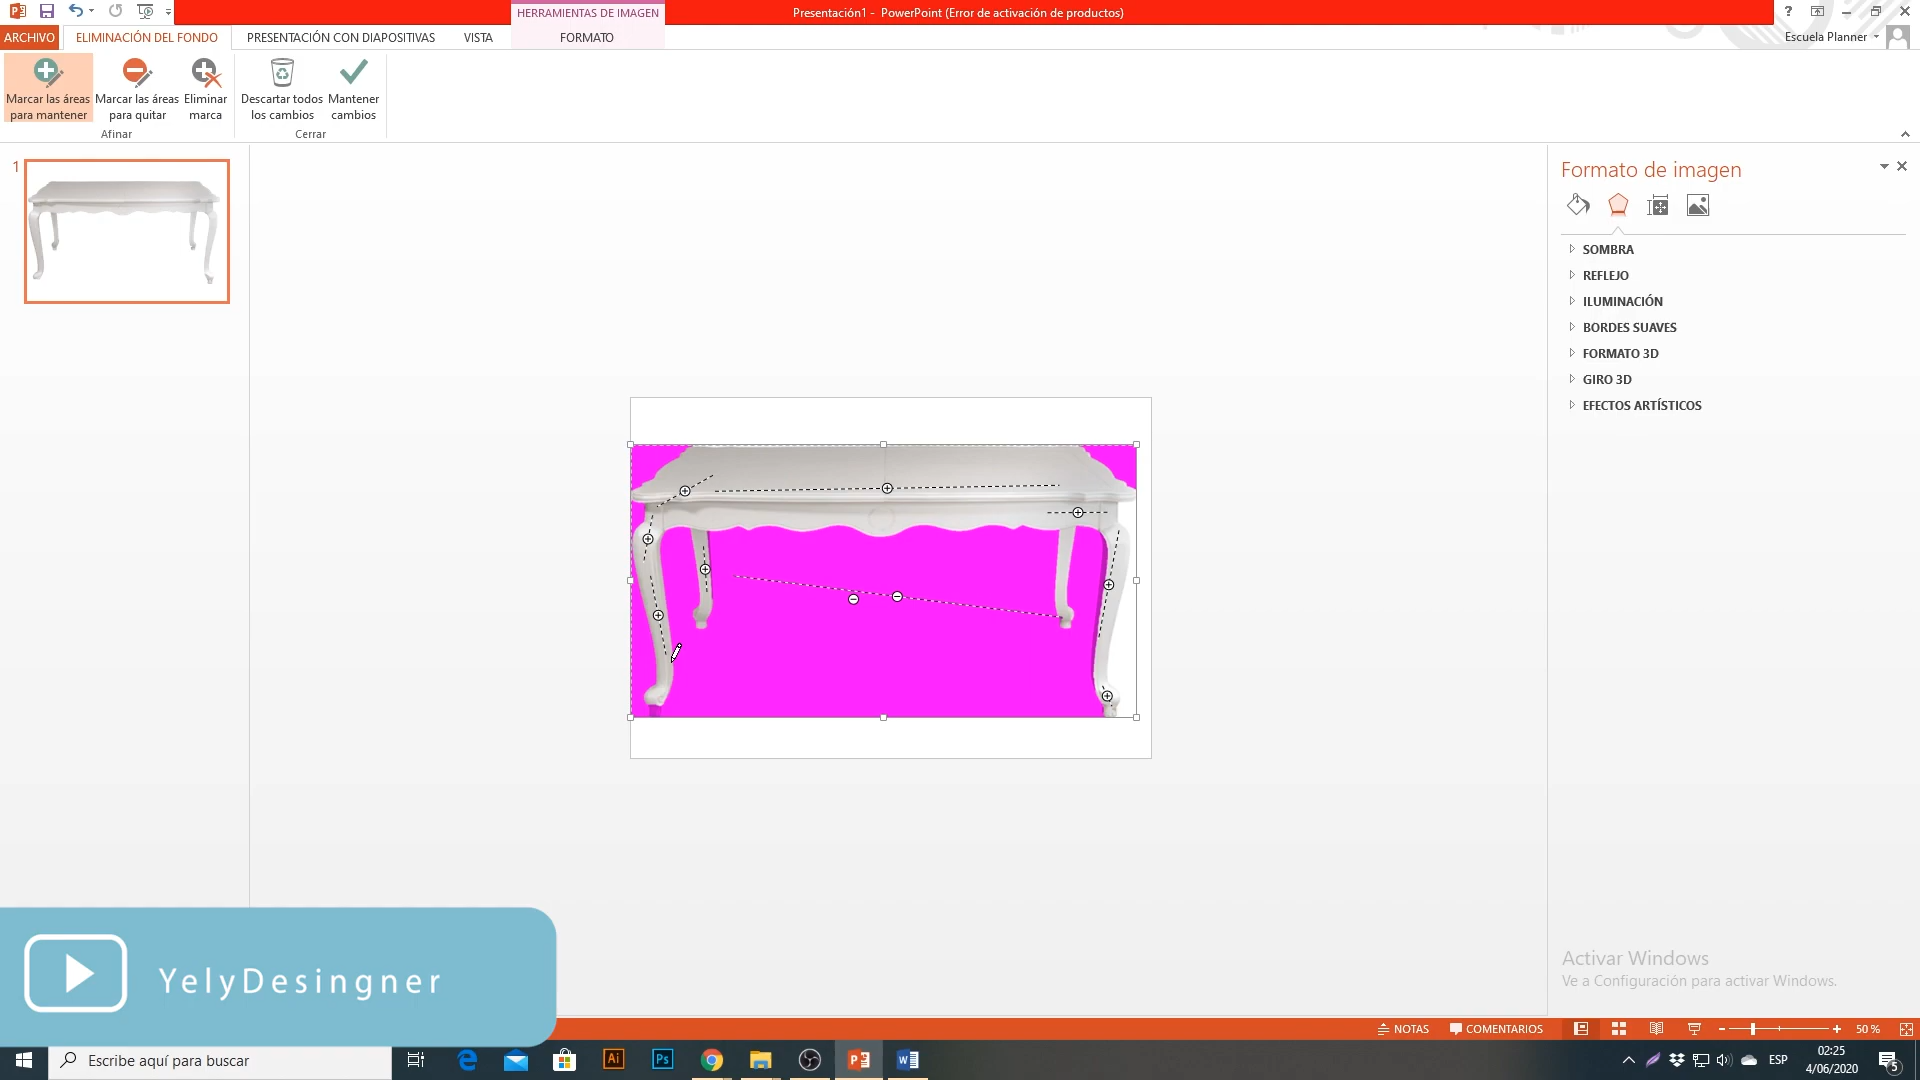 HERRAMIENTAS DE IMAGEN
Presentación1 - PowerPoint (Error de activación de productos)
?
ARCHIVO
ELIMINACIÓN DEL FONDO
PRESENTACIÓN CON DIAPOSITIVAS
VISTA
FORMATO
Escuela Planner
Marcar las áreas
para mantener
Marcar las áreas
para quitar
Eliminar
marca
Descartar todos
los cambios
Mantener
cambios
Afinar
Cerrar
1
Formato de imagen
SOMBRA
REFLEJO
ILUMINACIÓN
BORDES SUAVES
FORMATO 3D
GIRO 3D
EFECTOS ARTÍSTICOS
Activar Windows
Ve a Configuración para activar Windows.
YelyDesingner
NOTAS
COMENTARIOS
50 %
Escribe aquí para buscar
Ai
Ps
ESP
02:25
4/06/2020
5